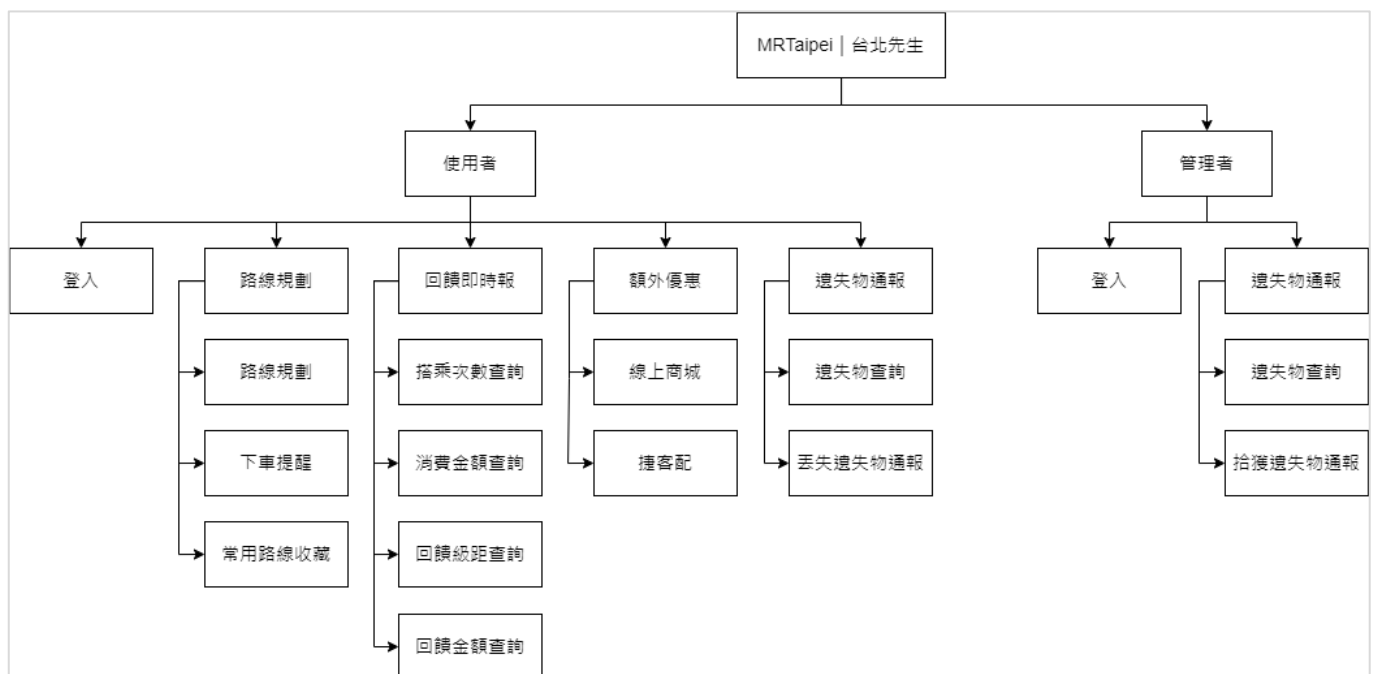 MRTaipei｜台北先生
使用者
管理者
登入
路線規劃
回饋即時報
額外優惠
遺失物通報
登入
遺失物通報
路線規劃
搭乘次數查詢
線上商城
遺失物查詢
遺失物查詢
下車提醒
消費金額查詢
捷客配
丟失遺失物通報
拾獲遺失物通報
常用路線收藏
回饋級距查詢
回饋金額查詢